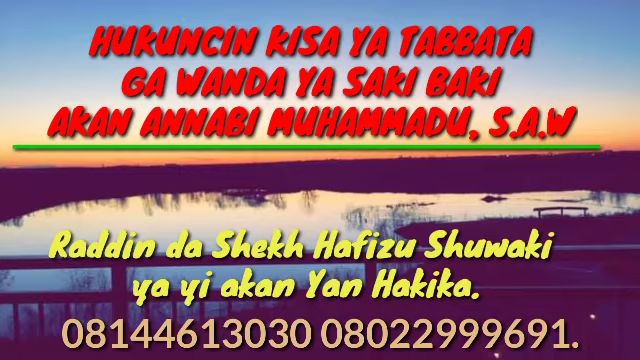 HUKUNCIN KISA YA TABBATA
GA WANDA YA SAKI BAKI
AKAN ANNABI MUHAMMADU, S.A.W
Raddin da Shekh Hafizu Shuwaki
ya yi akan Yan Hakika.
08144613030 08022999691.